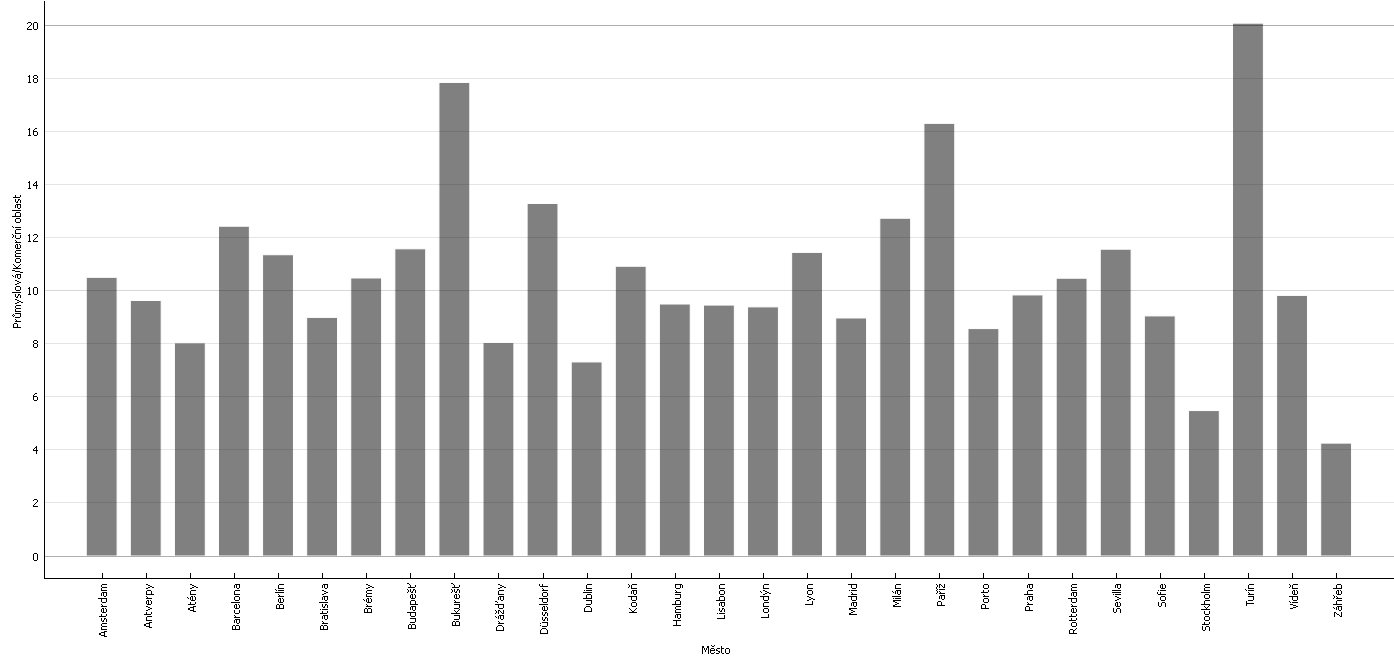 20
18
16
14
12
10
8
6
4
2
0
Průmyslová/Komerční oblast
Amsterdam
Antverpy
Atény
Barcelona
Berlín
Bratislava
Brémy
Budapešť
Bukurešť
Drážďany
Düsseldorf
Dublin
Kodaň
Hamburg
Lisabon
Londýn
Lyon
Madrid
Milán
Paříž
Porto
Praha
Rotterdam
Sevilla
Sofie
Stockholm
Turín
Vídeň
Záhřeb
Město